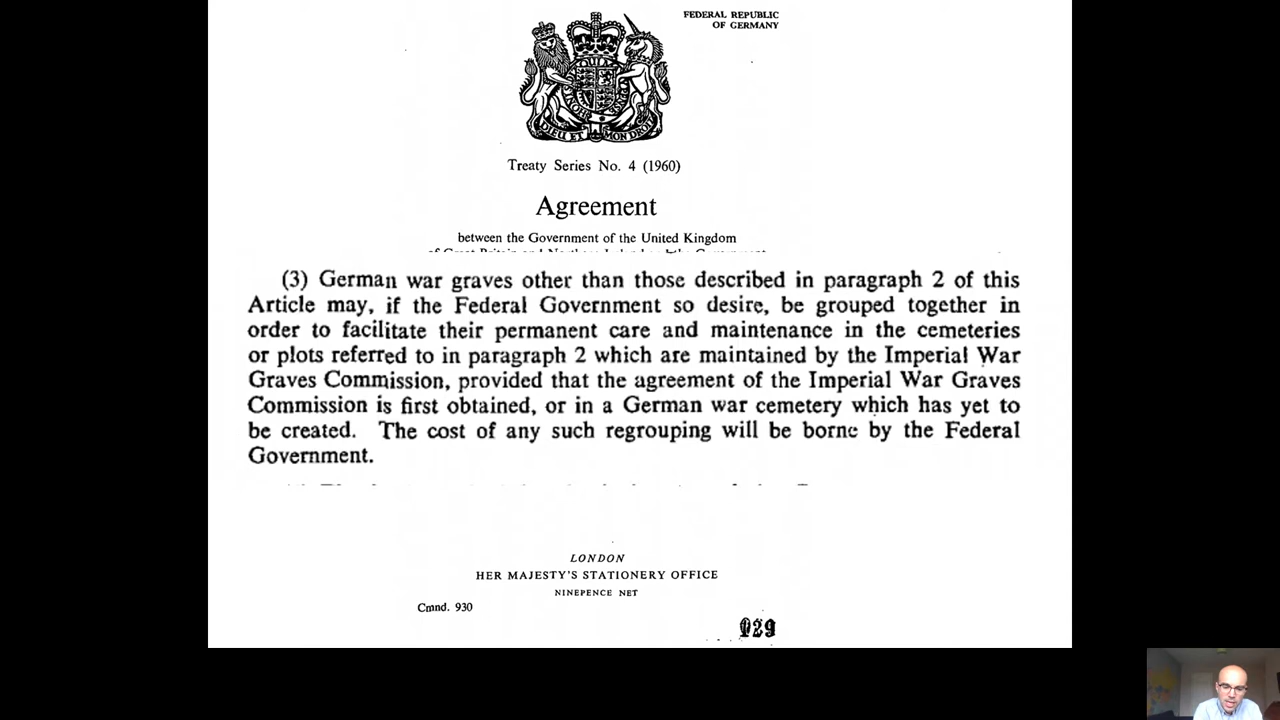 FEDERAL REPUBLIC
OF GERMANY
DIEU ET MON DROIT
Treaty Series No. 4 (1960)
Agreement
between the Government of the United Kingdom
(3) German war graves other than those described in paragraph 2 of this
Article may, if the Federal Government so desire, be grouped together in
order to facilitate their permanent care and maintenance in the cemeteries
or plots referred to in paragraph 2 which are maintained by the Imperial War
Graves Commission, provided that the agreement of the Imperial War Graves
Commission is first obtained, or in a German war cemetery which has yet to
be created. The cost of any such regrouping will be borne by the Federal
Government.
LONDON
HER MAJESTY'S STATIONERY OFFICE
NINEPENCE NET
Cmnd. 930